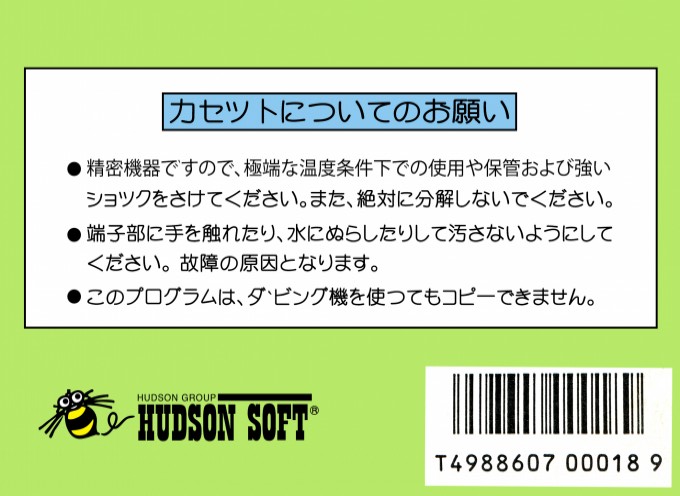 カセットについてのお願い
● 精密機器ですので、極端な温度条件下での使用や保管および強い
ショックをさけてください。また、絶対に分解しないでください。
● 端子部に手を触れたり、水にぬらしたりして汚さないようにして
ください。故障の原因となります。
● このプログラムは、ダビング機を使つてもコピーできません。
HUDSON GROUP
HUDSON SOFT®
T4988607 00018 9